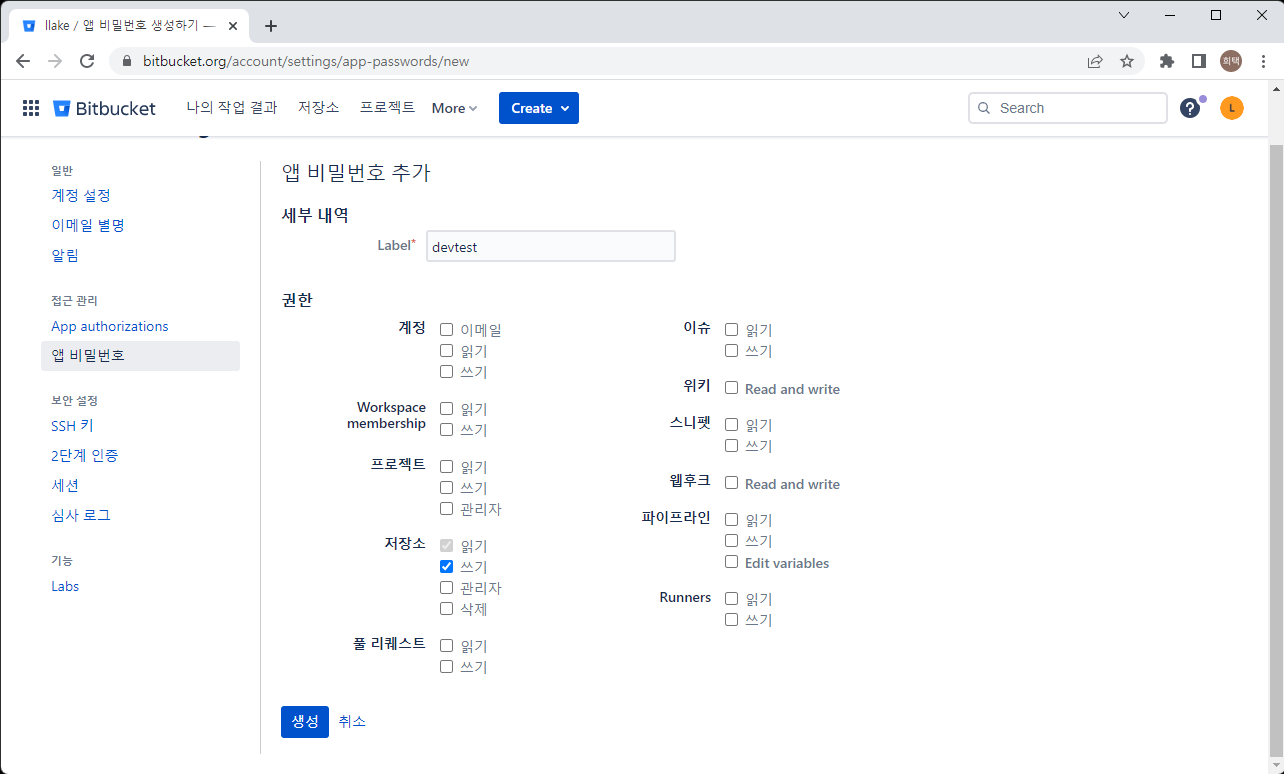 llake / 앱 비밀번호 생성하기 —
bitbucket.org/account/settings/app-passwords/new
희택
Bitbucket 나의 작업 결과 저장소 프로젝트 More Create Search ? L
일반
계정 설정
이메일 별명
알림
접근 관리
App authorizations
앱 비밀번호
보안 설정
SSH 키
2단계 인증
세션
심사 로그
기능
Labs
앱 비밀번호 추가
세부 내역
Label* devtest
권한
계정 이메일
읽기
쓰기
Workspace membership 읽기
쓰기
프로젝트 읽기
쓰기
관리자
저장소 읽기
쓰기
관리자
삭제
풀 리퀘스트 읽기
쓰기
이슈 읽기
쓰기
위키 Read and write
스니펫 읽기
쓰기
웹후크 Read and write
파이프라인 읽기
쓰기
Edit variables
Runners 읽기
쓰기
생성 취소